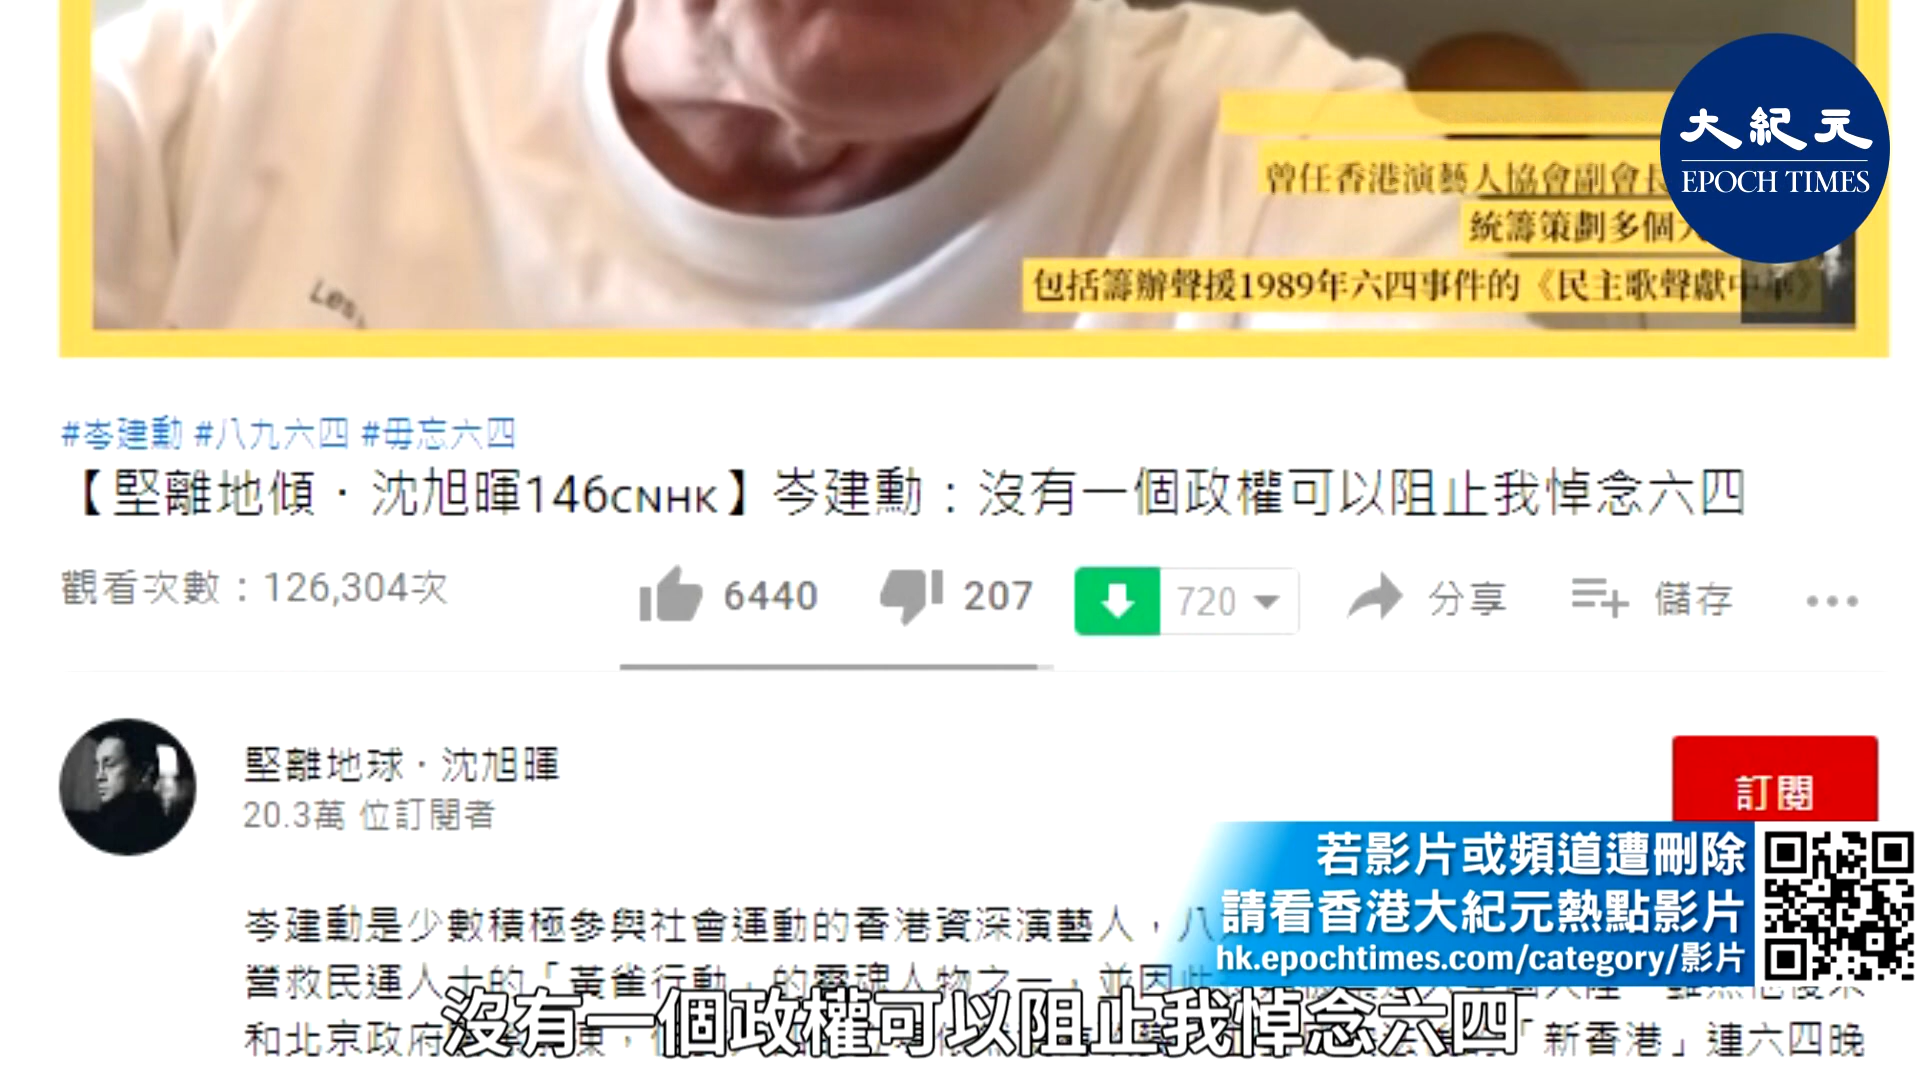 大紀元
EPOCH TIMES
曾任香港演藝人協會副會長
統籌策劃多個
包括籌辦聲援1989年六四事件的《民主歌聲獻中華》
Les
#岑建勳 #八九六四 #毋忘六四
【堅離地傾．沈旭暉146CNHK】岑建勳：沒有一個政權可以阻止我悼念六四
觀看次數：126,304次
6440
207
720
分享
儲存
堅離地球．沈旭暉
20.3萬 位訂閱者
訂閱
若影片或頻道遭刪除
請看香港大紀元熱點影片
hk.epochtimes.com/category/影片
岑建勳是少數積極參與社會運動的香港資深演藝人，八
營救民運人士的「黃雀行動」的靈魂人物之一，並因此
和北京政府
「新香港」連六四晚
沒有一個政權可以阻止我悼念六四